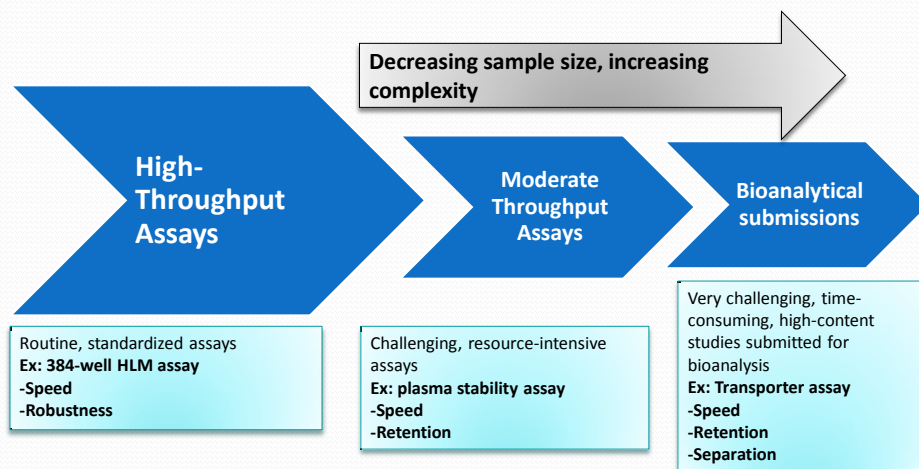 Decreasing sample size, increasing
complexity
High-
Throughput
Assays
Moderate
Throughput
Assays
Bioanalytical
submissions
Routine, standardized assays
Ex: 384-well HLM assay
-Speed
-Robustness
Challenging, resource-intensive
assays
Ex: plasma stability assay
-Speed
-Retention
Very challenging, time-
consuming, high-content
studies submitted for
bioanalysis
Ex: Transporter assay
-Speed
-Retention
-Separation